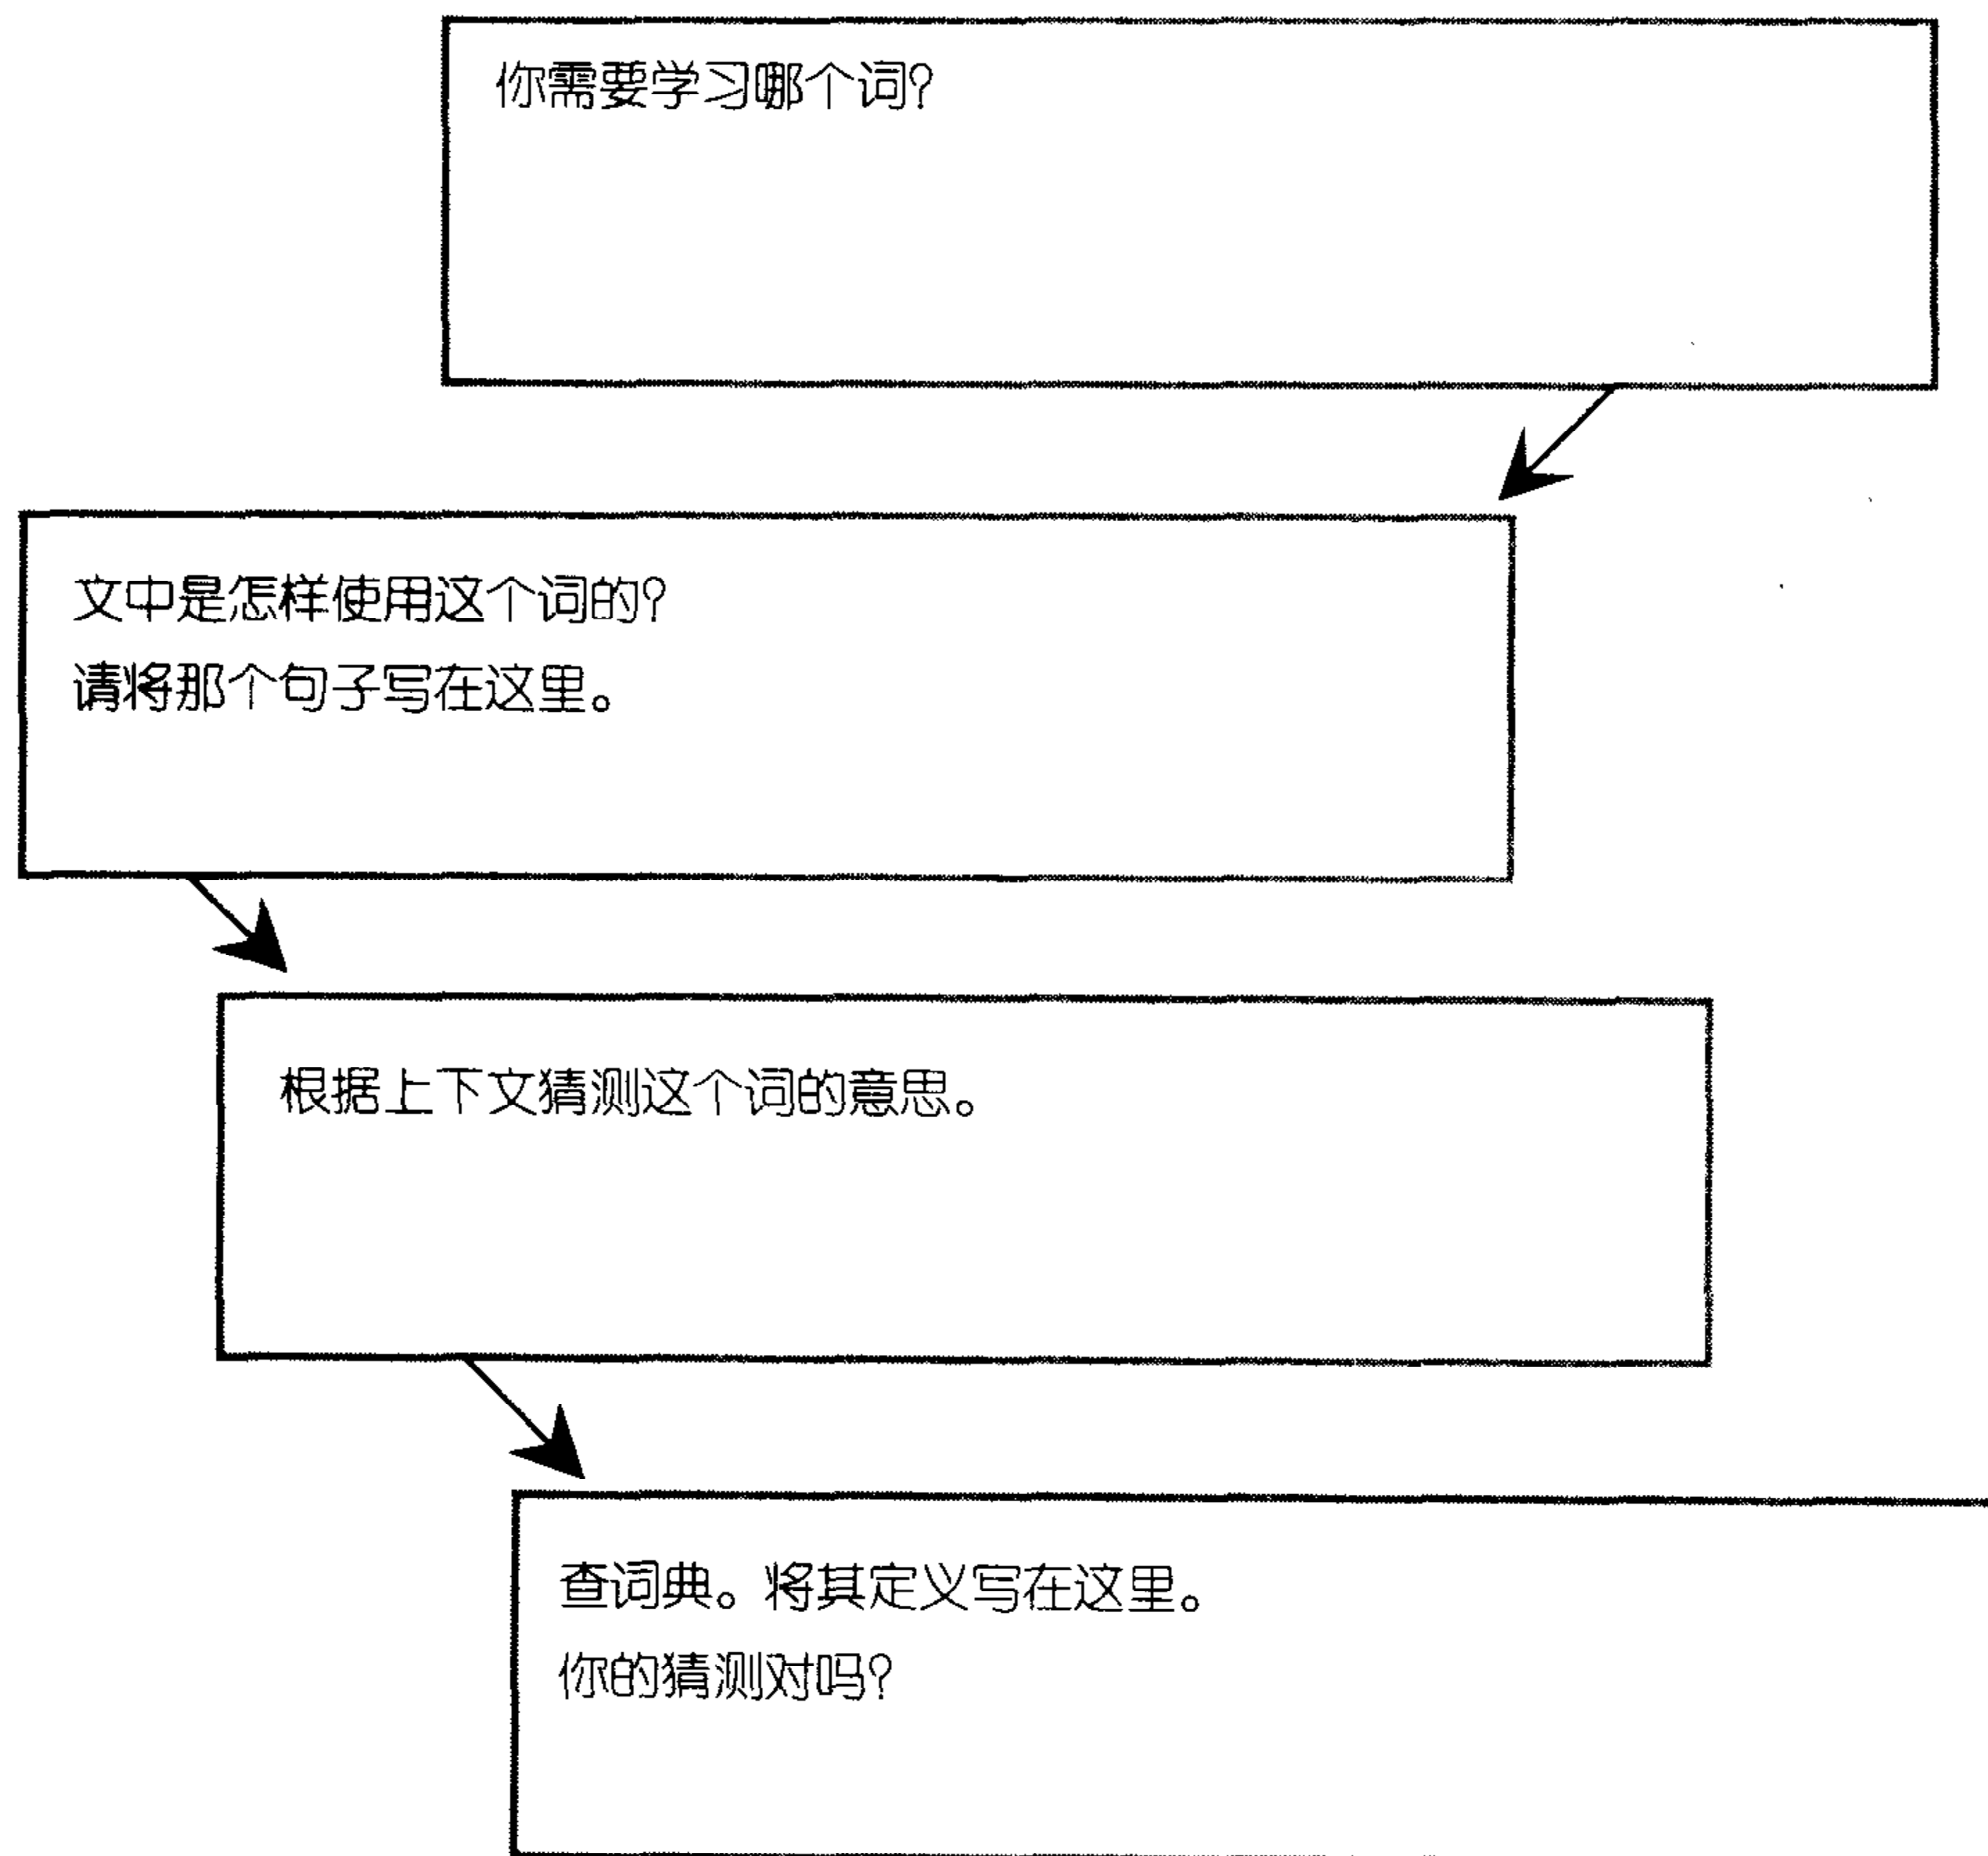 你需要学习哪个词？
文中是怎样使用这个词的？
请将那个句子写在这里。
根据上下文猜测这个词的意思。
查词典。将其定义写在这里。
你的猜测对吗？